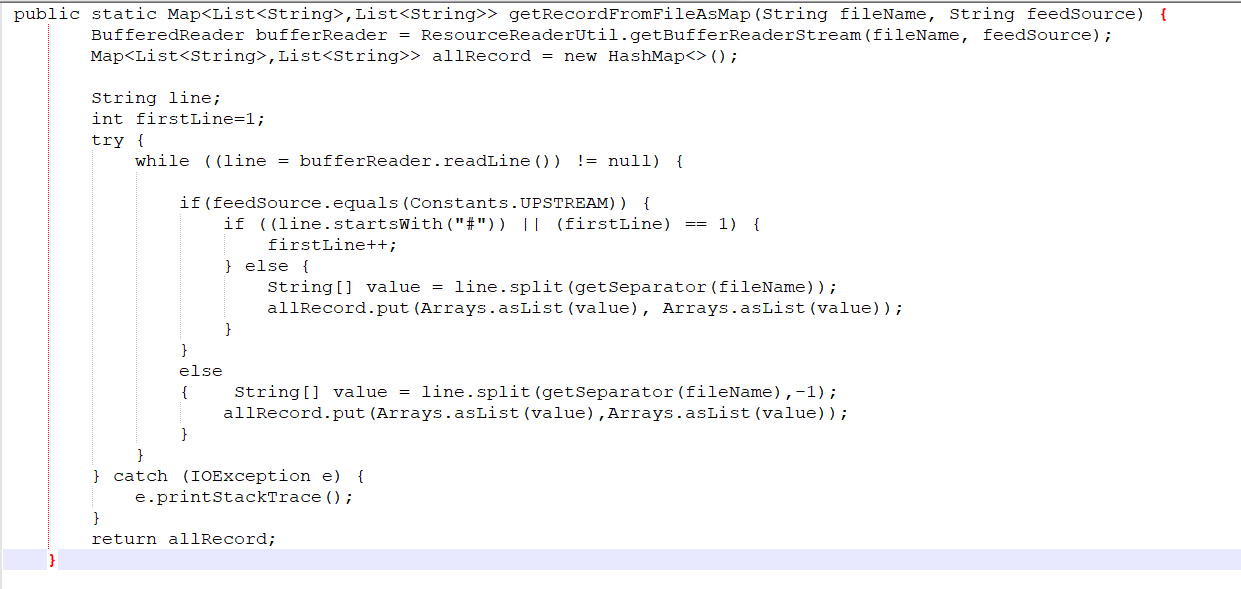 public static Map<List<String>,List<String>> getRecordFromFileAsMap(String fileName, String feedSource) {
BufferedReader bufferReader = ResourceReaderUtil.getBufferReaderStream(fileName, feedSource);
Map<List<String>,List<String>> allRecord = new HashMap<>();
String line;
int firstLine=1;
try {
while ((line = bufferReader.readLine()) != null) {
if(feedSource.equals(Constants.UPSTREAM)) {
if ((line.startsWith("#")) || (firstLine) == 1) {
firstLine++;
} else {
String[] value = line.split(getSeparator(fileName));
allRecord.put(Arrays.asList(value), Arrays.asList(value));
}
}
else
{ String[] value = line.split(getSeparator(fileName),-1);
allRecord.put(Arrays.asList(value),Arrays.asList(value));
}
}
} catch (IOException e) {
e.printStackTrace();
}
return allRecord;
}